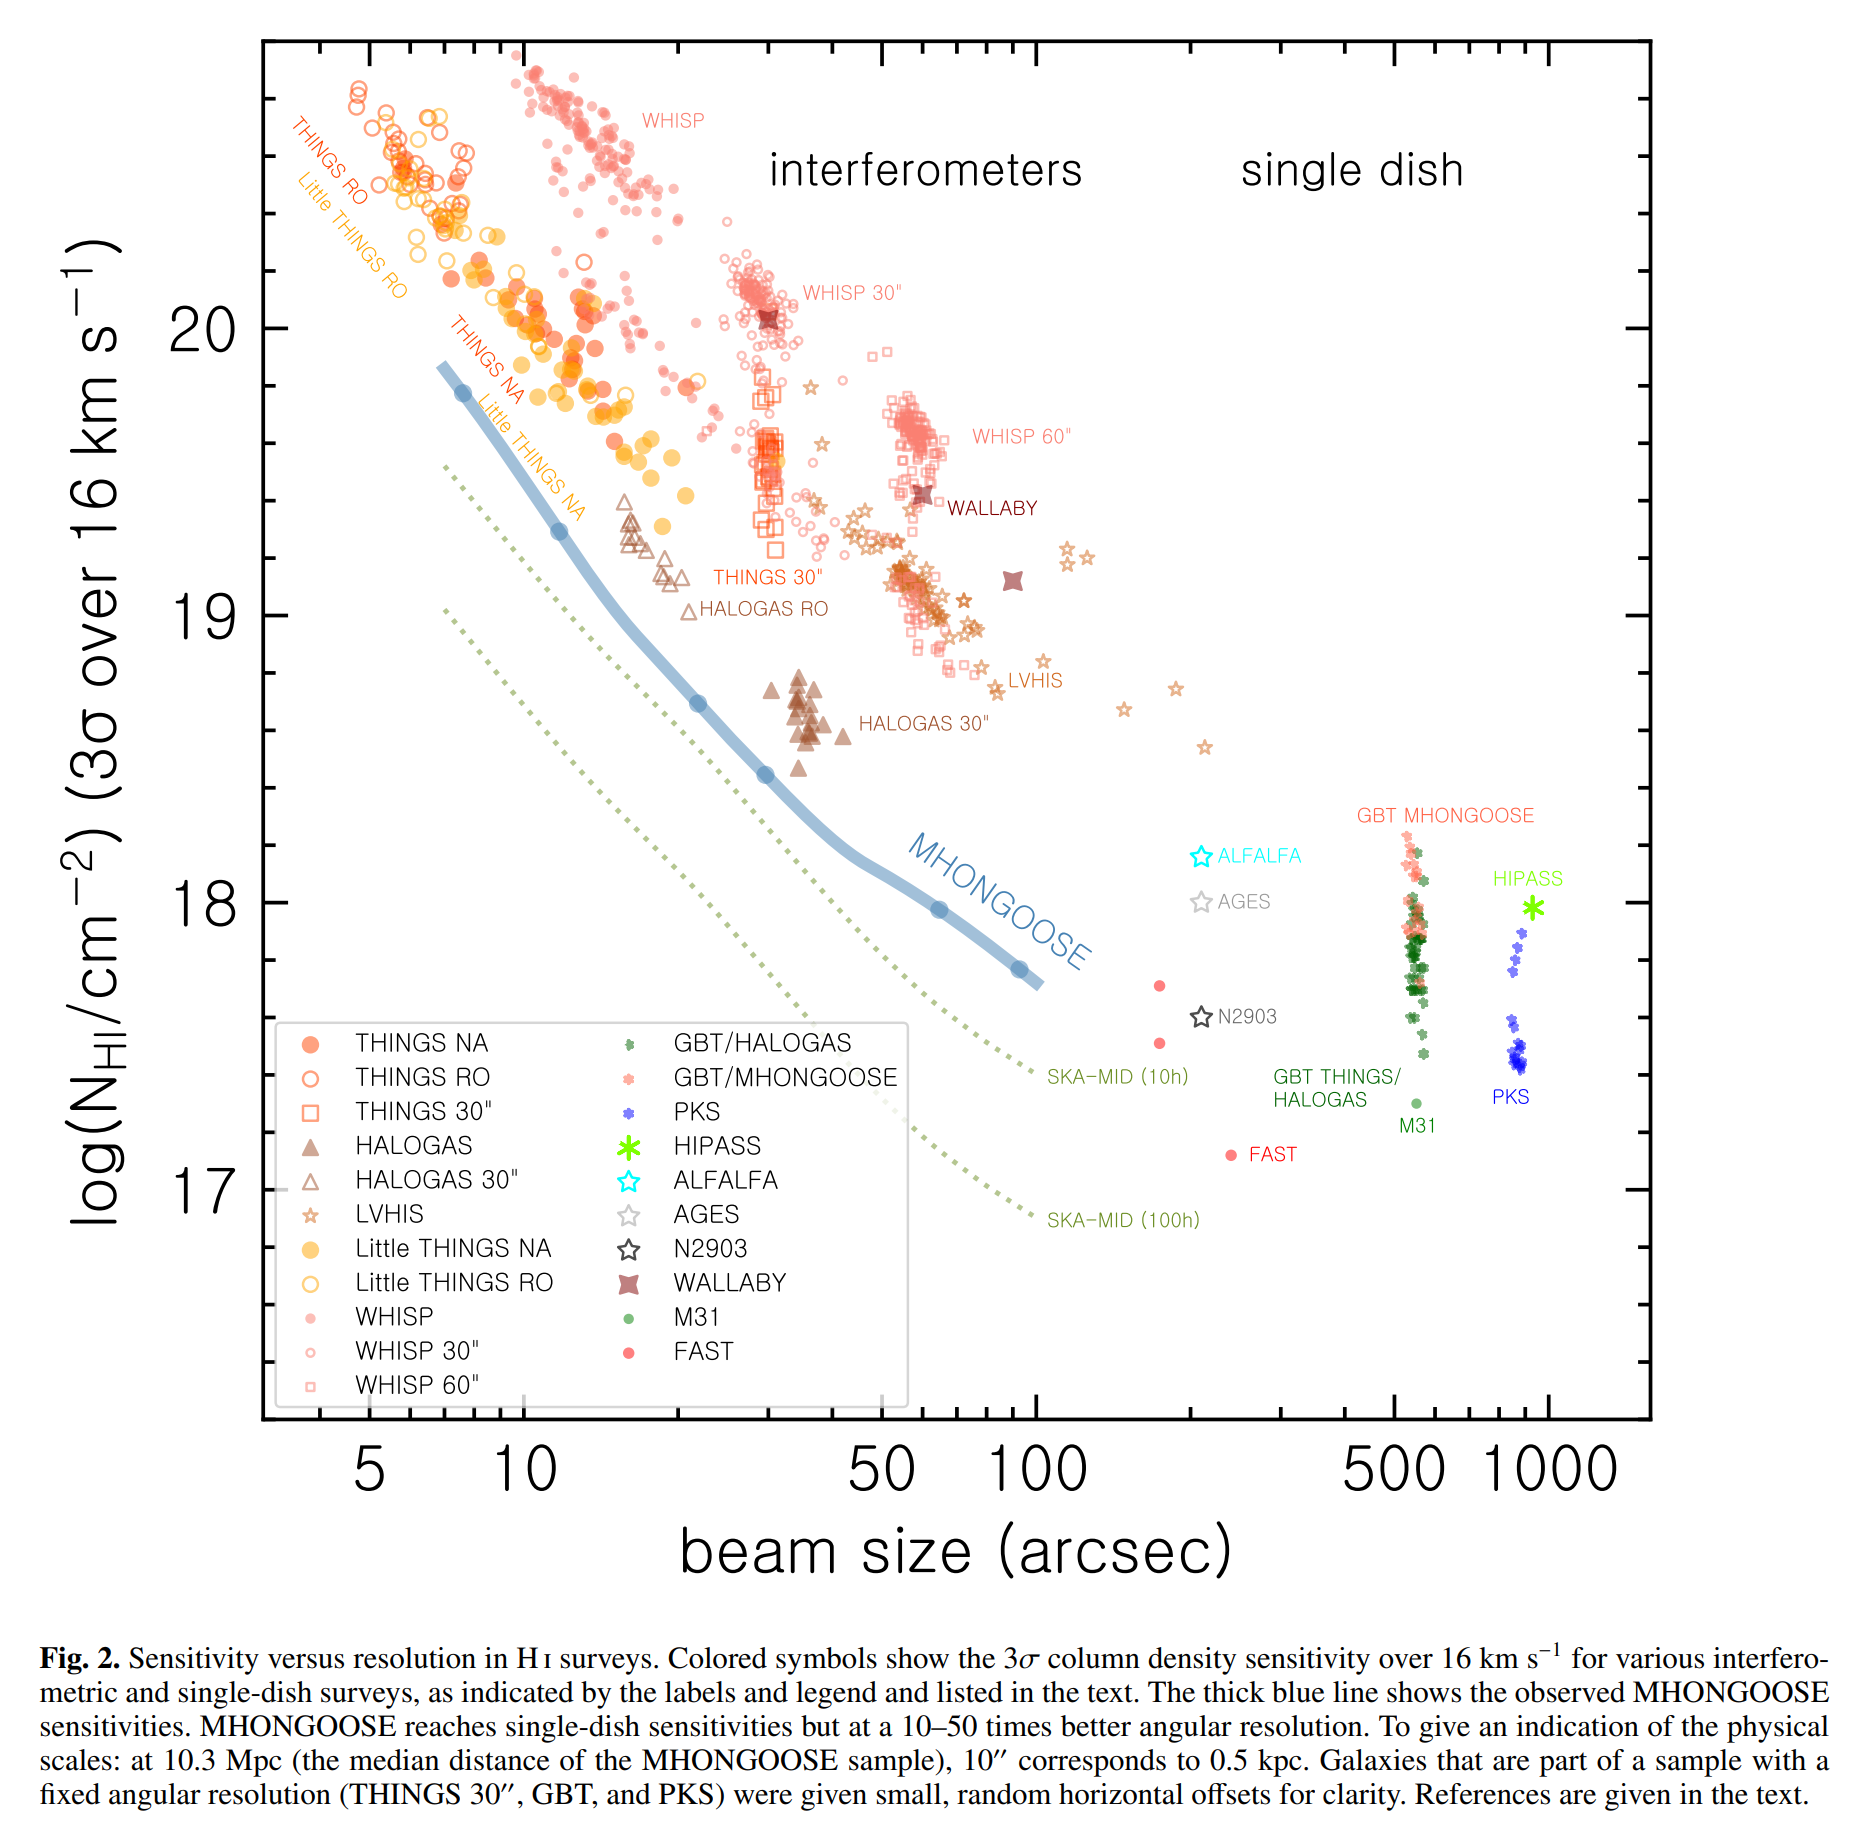 WHISP
THINGS RO
interferometers
single dish
Little THINGS RO
WHISP 30"
THINGS NA
Little THINGS NA
WHISP 60"
WALLABY
THINGS 30"
HALOGAS RO
LVHIS
HALOGAS 30"
GBT MHONGOOSE
MHONGOOSE
ALFALFA
HIPASS
AGES
N2903
SKA-MID (10h)
GBT THINGS/
HALOGAS
PKS
M31
FAST
SKA-MID (100h)
log(N_HI/cm⁻²) (3σ over 16 km s⁻¹)
20
19
18
17
THINGS NA
THINGS RO
THINGS 30"
HALOGAS
HALOGAS 30"
LVHIS
Little THINGS NA
Little THINGS RO
WHISP
WHISP 30"
WHISP 60"
GBT/HALOGAS
GBT/MHONGOOSE
PKS
HIPASS
ALFALFA
AGES
N2903
WALLABY
M31
FAST
5 10 50 100 500 1000
beam size (arcsec)
Fig. 2. Sensitivity versus resolution in H I surveys. Colored symbols show the 3σ column density sensitivity over 16 km s⁻¹ for various interfero-
metric and single-dish surveys, as indicated by the labels and legend and listed in the text. The thick blue line shows the observed MHONGOOSE
sensitivities. MHONGOOSE reaches single-dish sensitivities but at a 10–50 times better angular resolution. To give an indication of the physical
scales: at 10.3 Mpc (the median distance of the MHONGOOSE sample), 10″ corresponds to 0.5 kpc. Galaxies that are part of a sample with a
fixed angular resolution (THINGS 30″, GBT, and PKS) were given small, random horizontal offsets for clarity. References are given in the text.